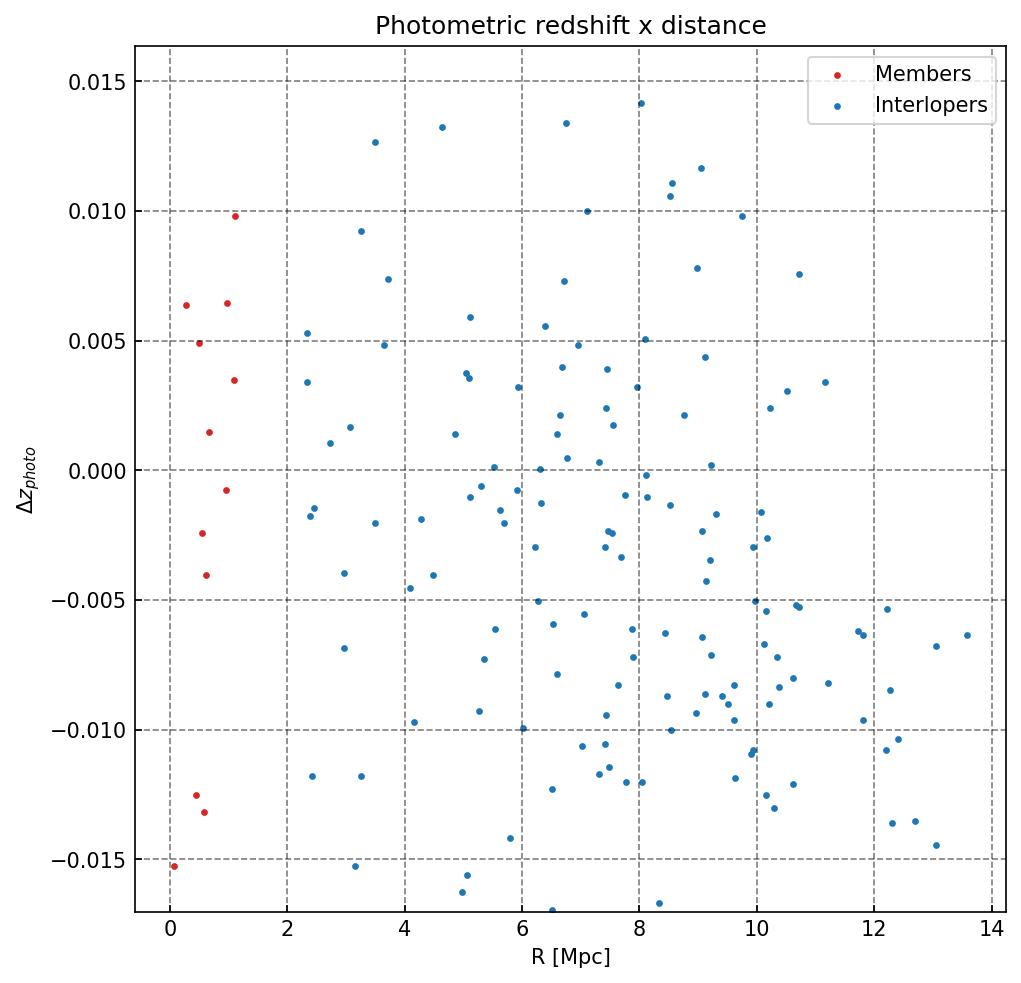 Photometric redshift x distance
Members
Interlopers
0.015
0.010
0.005
0.000
−0.005
−0.010
−0.015
Δz_photo
0 2 4 6 8 10 12 14
R [Mpc]